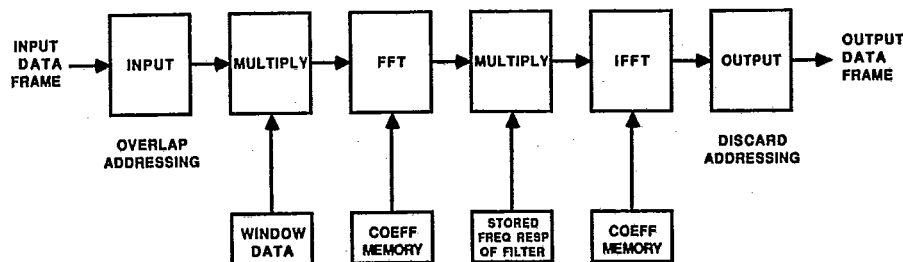 INPUT
DATA
FRAME
INPUT
MULTIPLY
FFT
MULTIPLY
IFFT
OUTPUT
OUTPUT
DATA
FRAME
OVERLAP
ADDRESSING
DISCARD
ADDRESSING
WINDOW
DATA
COEFF
MEMORY
STORED
FREQ RESP
OF FILTER
COEFF
MEMORY